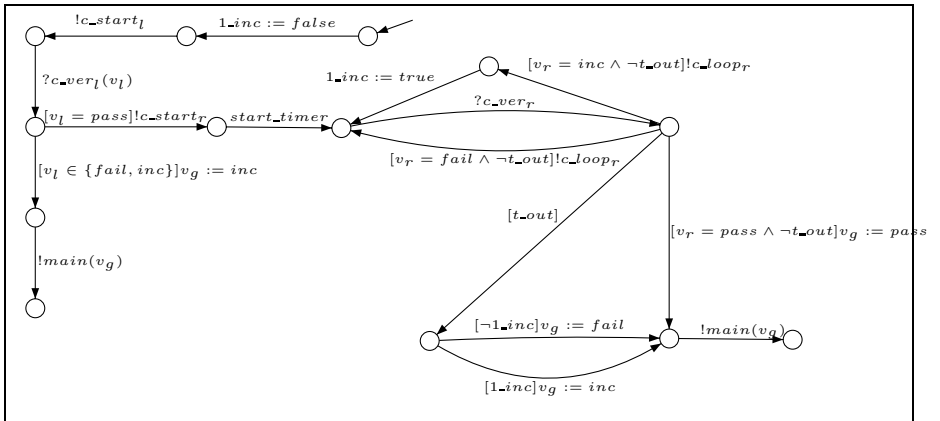 !c_start_l
1_inc := false
1_inc := true
[v_r = inc ∧ ¬t_out]!c_loop_r
?c_ver_l(v_l)
?c_ver_r
[v_l = pass]!c_start_r
start_timer
[v_r = fail ∧ ¬t_out]!c_loop_r
[v_l ∈ {fail, inc}]v_g := inc
[t_out]
[v_r = pass ∧ ¬t_out]v_g := pass
!main(v_g)
[¬1_inc]v_g := fail
!main(v_g)
[1_inc]v_g := inc